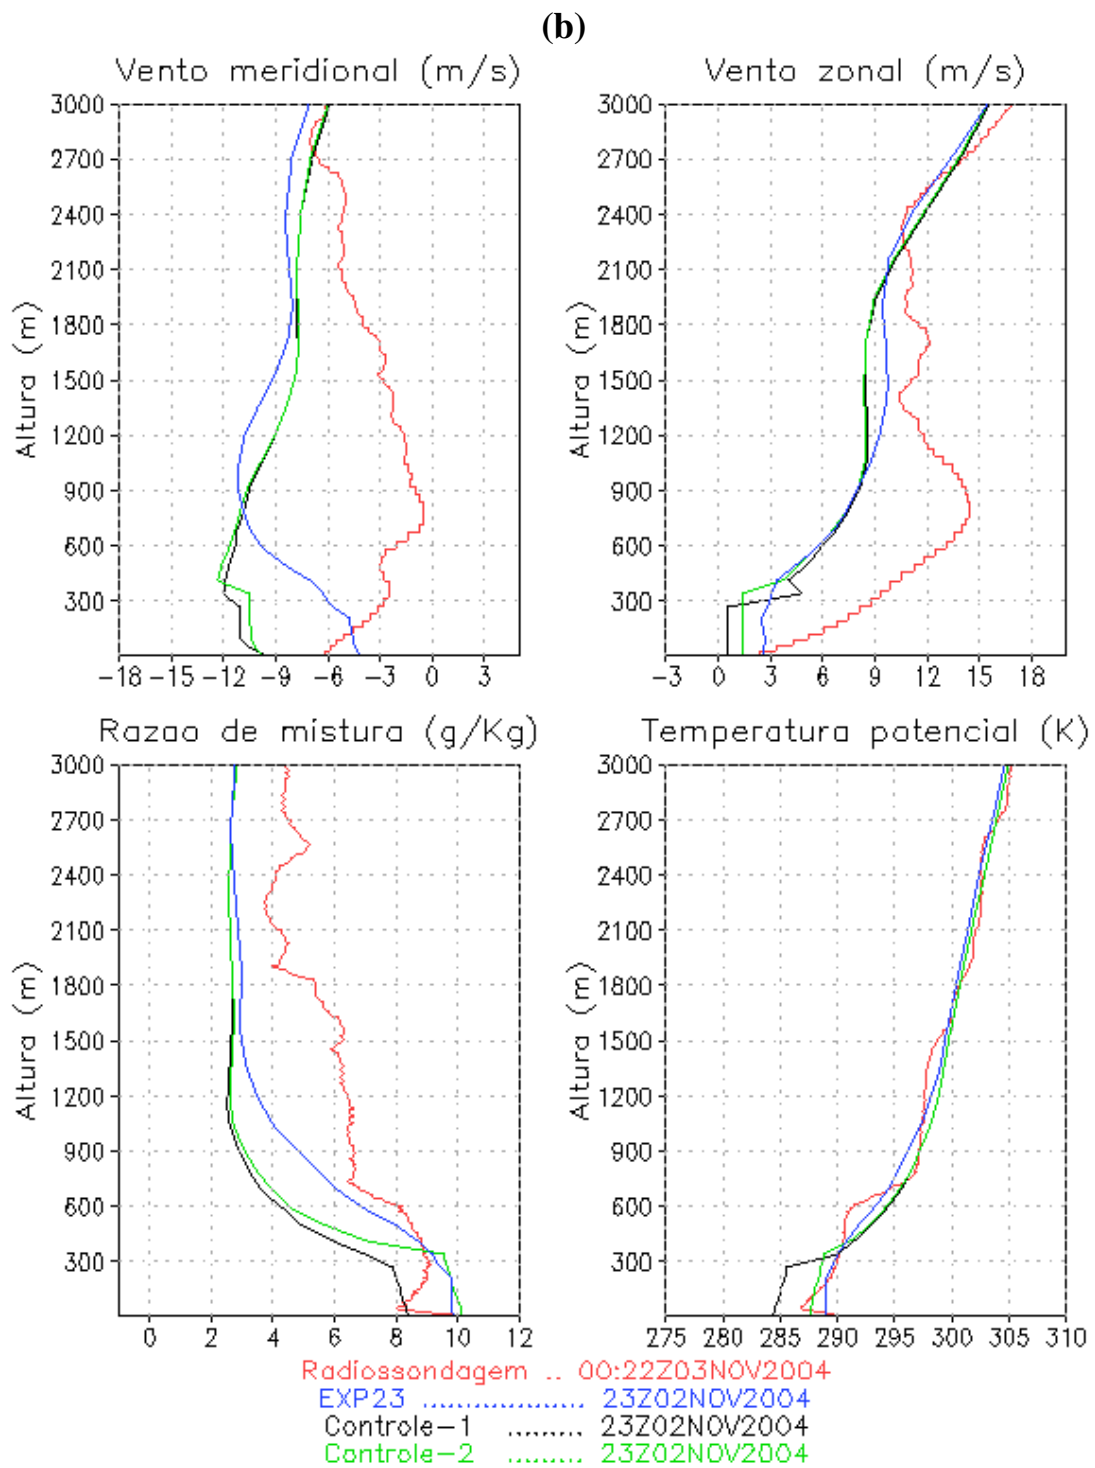 (b)
Vento meridional (m/s)
Vento zonal (m/s)
3000
2700
2400
2100
1800
1500
1200
900
600
300
Altura (m)
-18 -15 -12 -9 -6 -3 0 3
3000
2700
2400
2100
1800
1500
1200
900
600
300
Altura (m)
-3 0 3 6 9 12 15 18
Razao de mistura (g/Kg)
Temperatura potencial (K)
3000
2700
2400
2100
1800
1500
1200
900
600
300
Altura (m)
0 2 4 6 8 10 12
3000
2700
2400
2100
1800
1500
1200
900
600
300
Altura (m)
275 280 285 290 295 300 305 310
Radiossondagem .. 00:22Z03NOV2004
EXP23 .................. 23Z02NOV2004
Controle-1 ......... 23Z02NOV2004
Controle-2 ......... 23Z02NOV2004